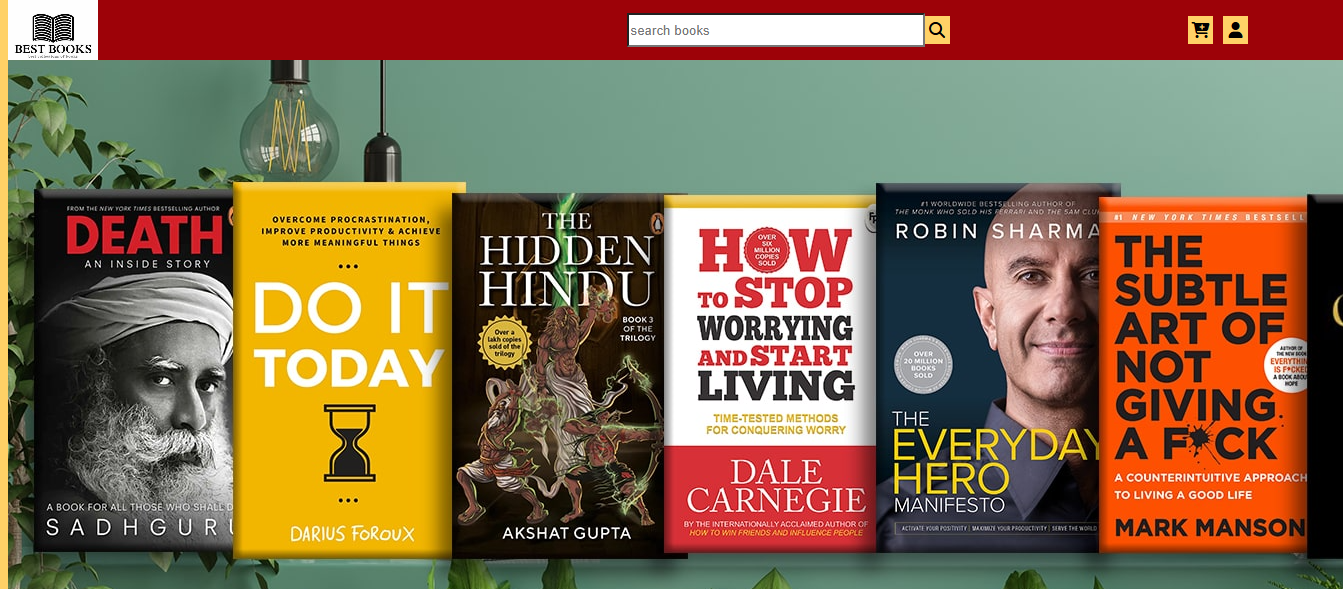 BEST BOOKS
search books
FROM THE NEW YORK TIMES BESTSELLING AUTHOR
DEATH
AN INSIDE STORY
A BOOK FOR ALL THOSE WHO SHALL D
SADHGURU
OVERCOME PROCRASTINATION,
IMPROVE PRODUCTIVITY & ACHIEVE
MORE MEANINGFUL THINGS
DO IT
TODAY
DARIUS FOROUX
THE
HIDDEN
HINDU
BOOK 3
OF THE
TRILOGY
Over a
lakh copies
sold of the
trilogy
AKSHAT GUPTA
HOW
OVER
SIX
MILLION
COPIES
SOLD
TO STOP
WORRYING
AND START
LIVING
TIME-TESTED METHODS
FOR CONQUERING WORRY
DALE
CARNEGIE
BY THE INTERNATIONALLY ACCLAIMED AUTHOR OF
HOW TO WIN FRIENDS AND INFLUENCE PEOPLE
#1 WORLDWIDE BESTSELLING AUTHOR OF
THE MONK WHO SOLD HIS FERRARI AND THE 5AM CLU
ROBIN SHARMA
OVER
20 MILLION
BOOKS
SOLD
THE
EVERYDAY
HERO
MANIFESTO
ACTIVATE YOUR POSITIVITY | MAXIMIZE YOUR PRODUCTIVITY | SERVE THE WORLD
#1 NEW YORK TIMES BESTSELL
THE
SUBTLE
ART OF
NOT
GIVING
A F CK
AUTHOR OF
THE NEW BOOK
EVERYTHIN
IS F*CKED
A BOOK ABOU
HOPE
A COUNTERINTUITIVE APPROACH
TO LIVING A GOOD LIFE
MARK MANSON